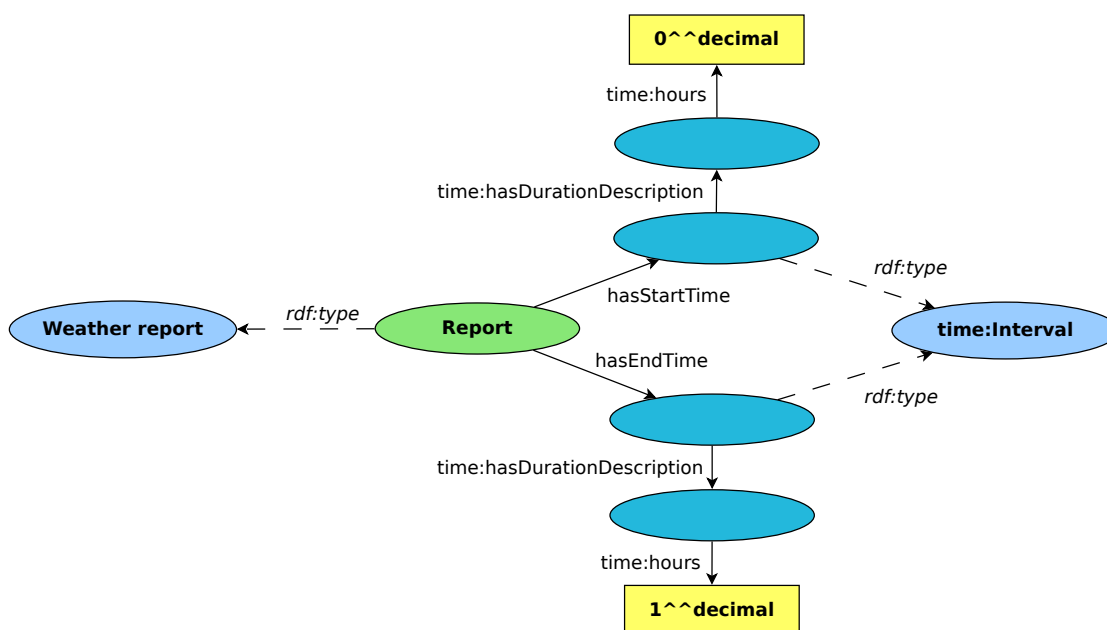 0^^decimal
time:hours
time:hasDurationDescription
rdf:type
hasStartTime
Weather report
rdf:type
Report
time:Interval
hasEndTime
rdf:type
time:hasDurationDescription
time:hours
1^^decimal